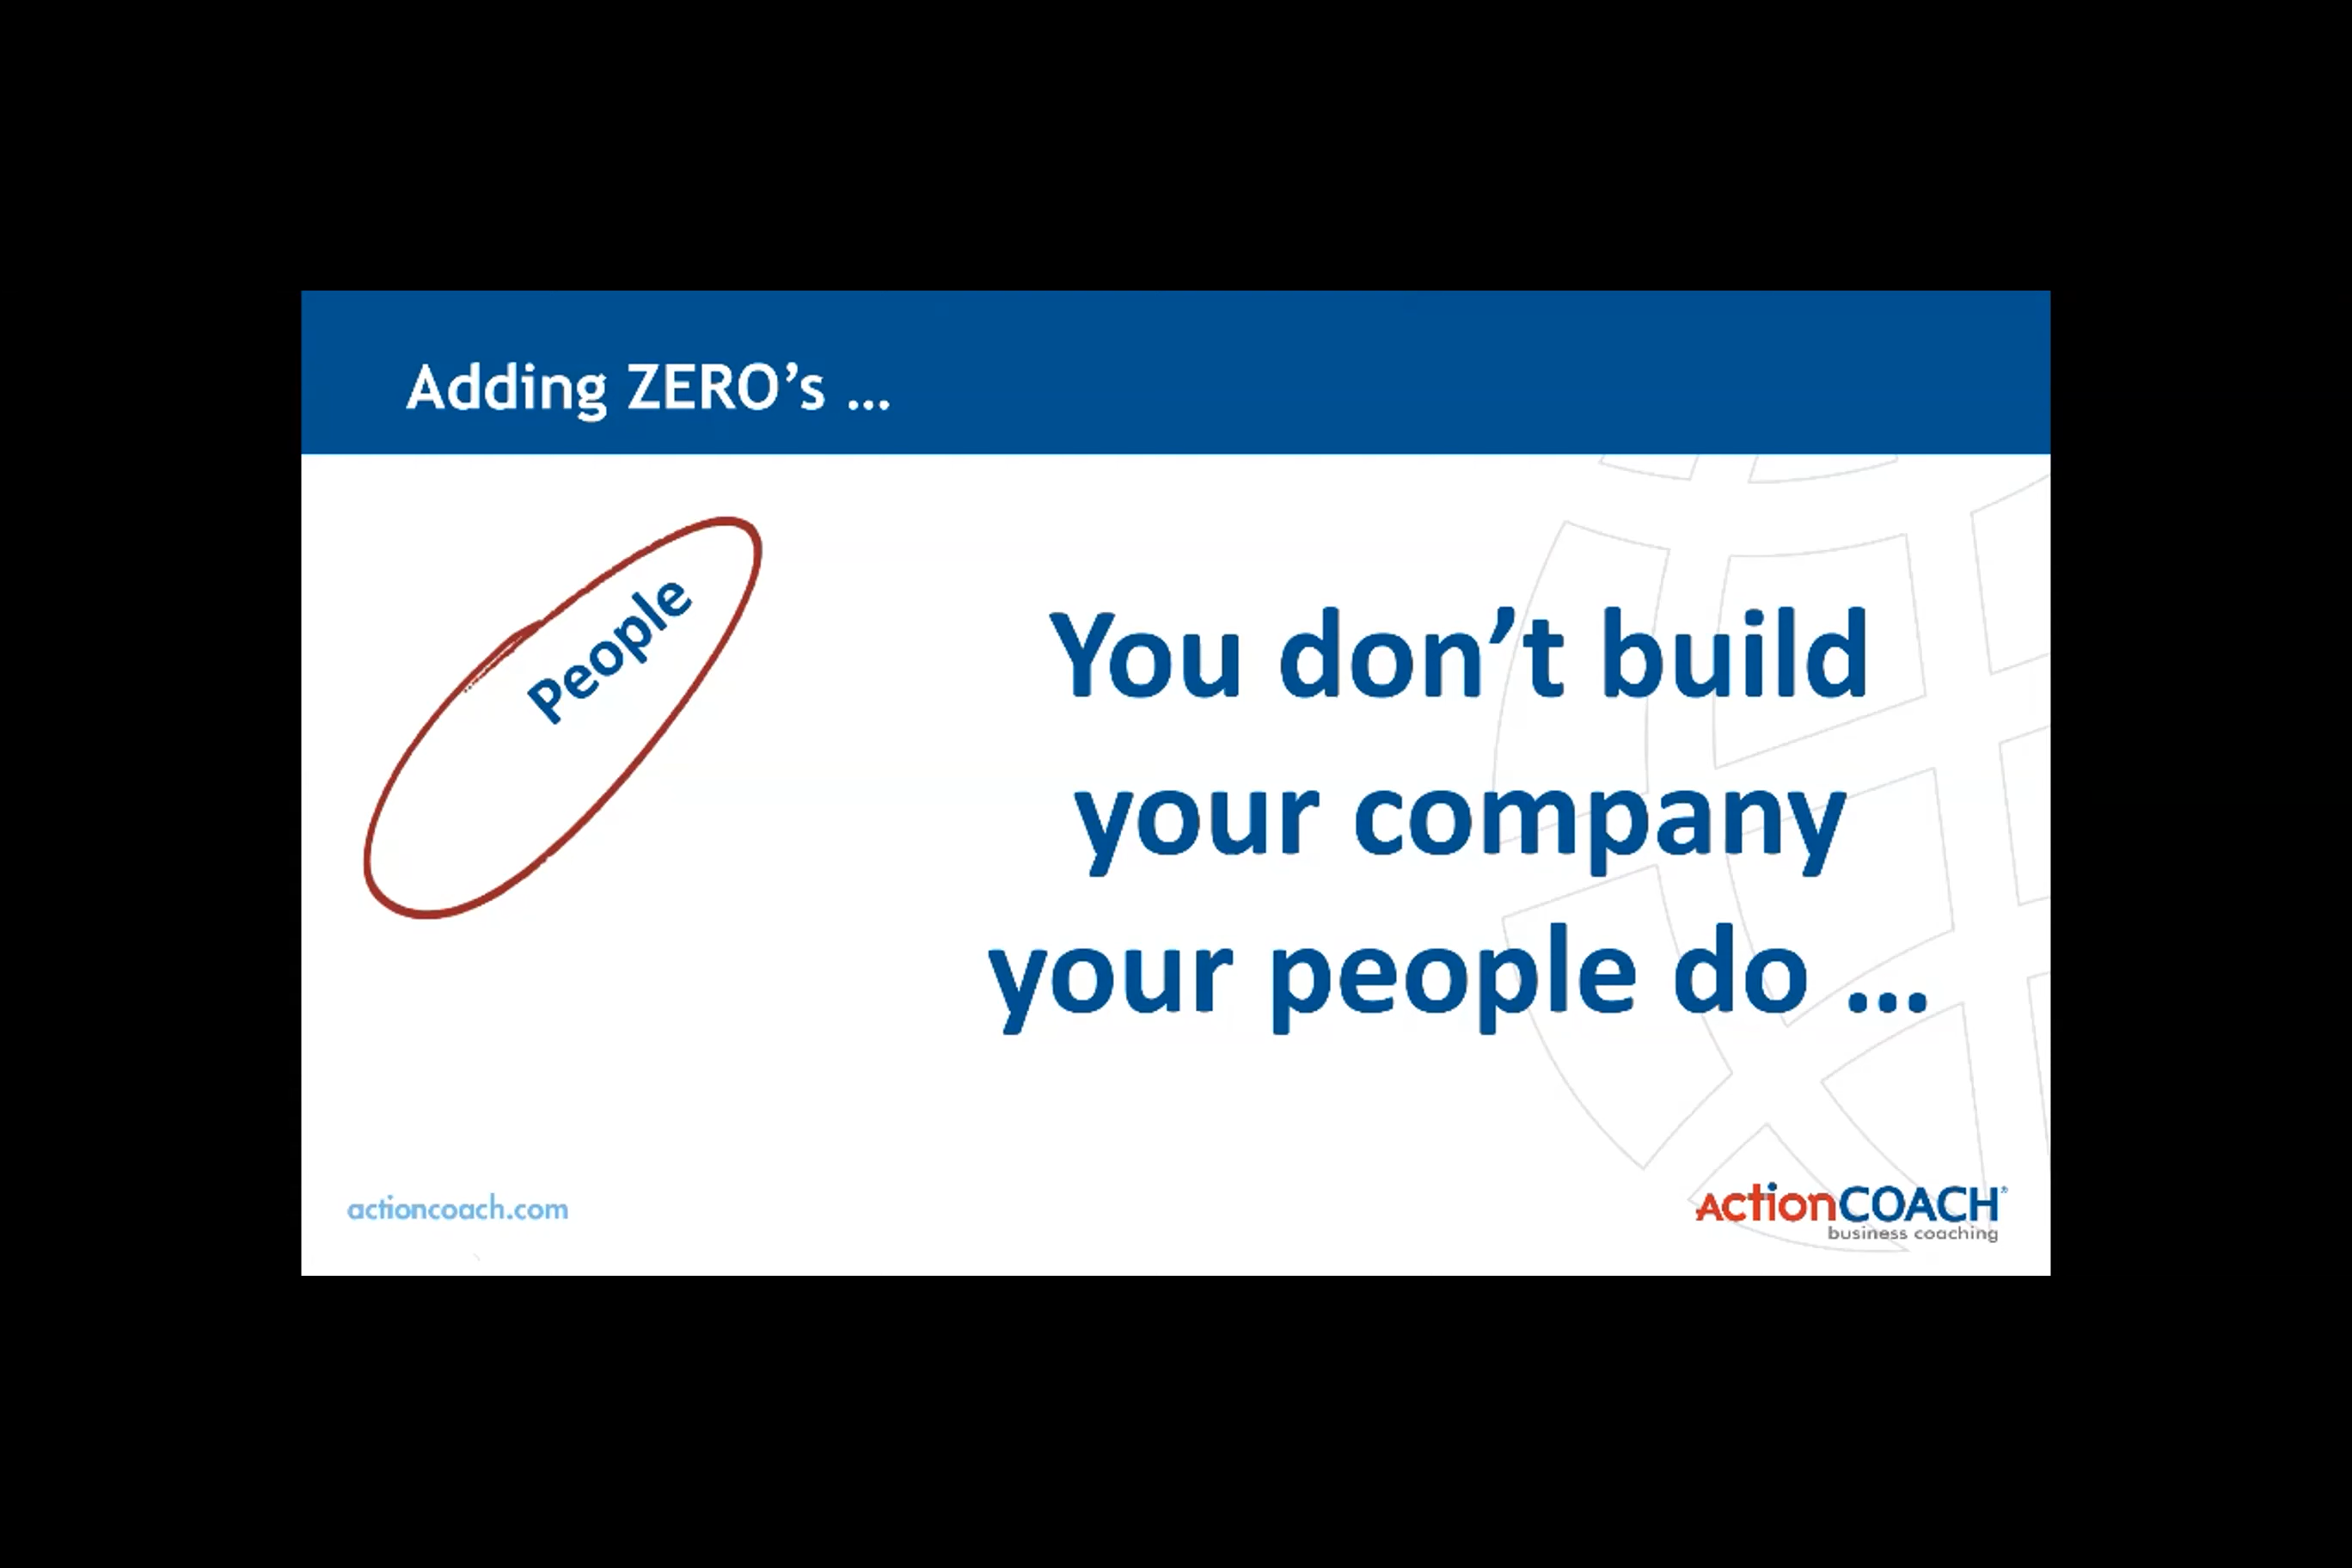 Adding ZERO’s ...
People
You don’t build
your company
your people do ...
actioncoach.com
ActionCOACH®
business coaching